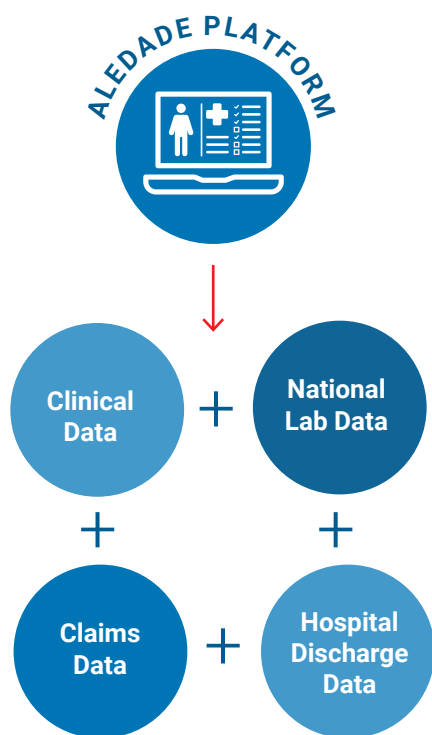 ALEDADE PLATFORM
Clinical
Data
National
Lab Data
Claims
Data
Hospital
Discharge
Data